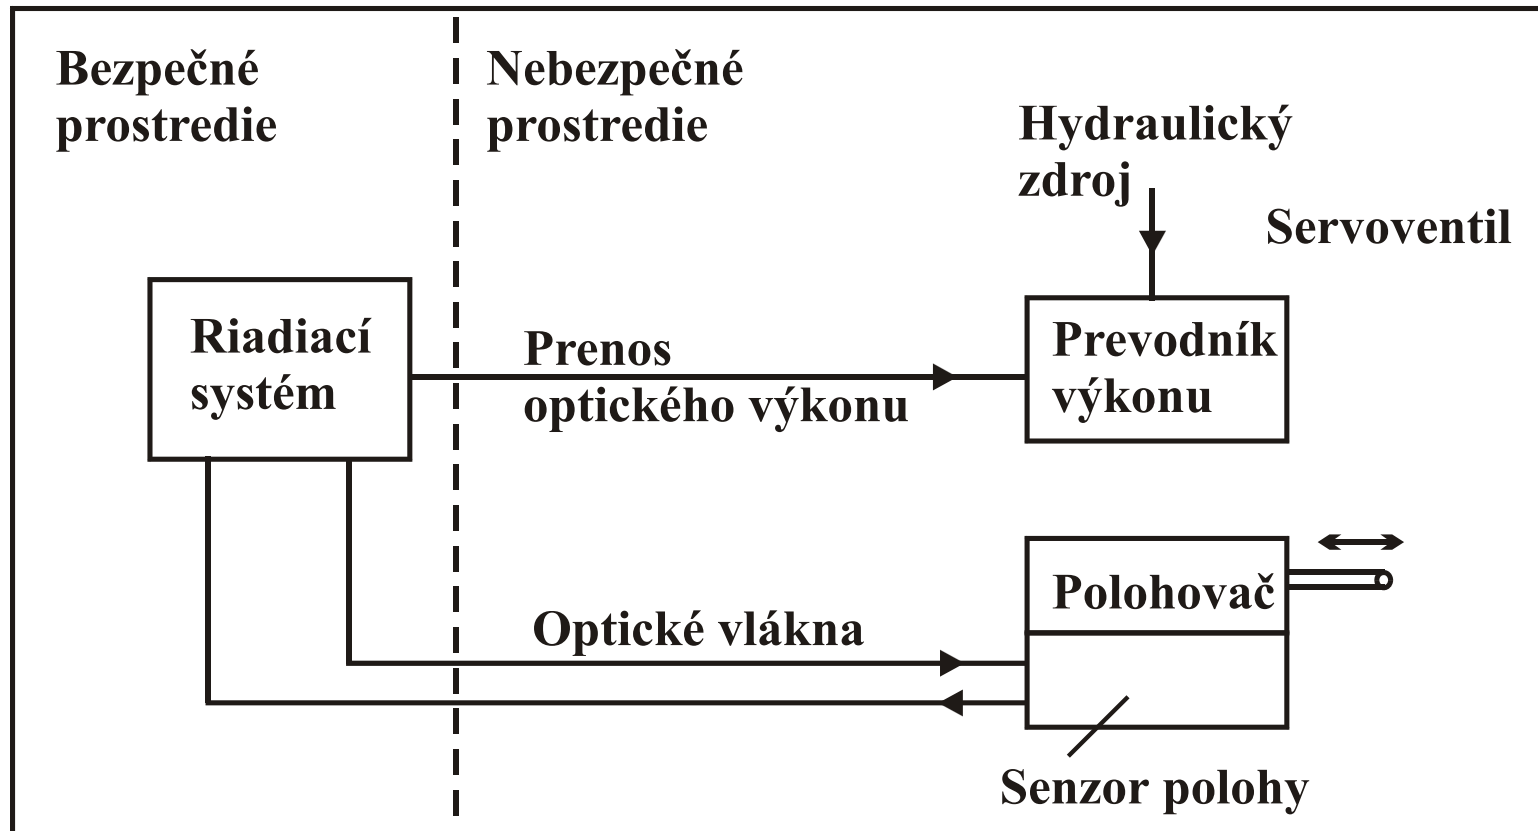 Bezpečné
prostredie
Nebezpečné
prostredie
Hydraulický
zdroj
Servoventil
Riadiací
systém
Prenos
optického výkonu
Prevodník
výkonu
Polohovač
Optické vlákna
Senzor polohy